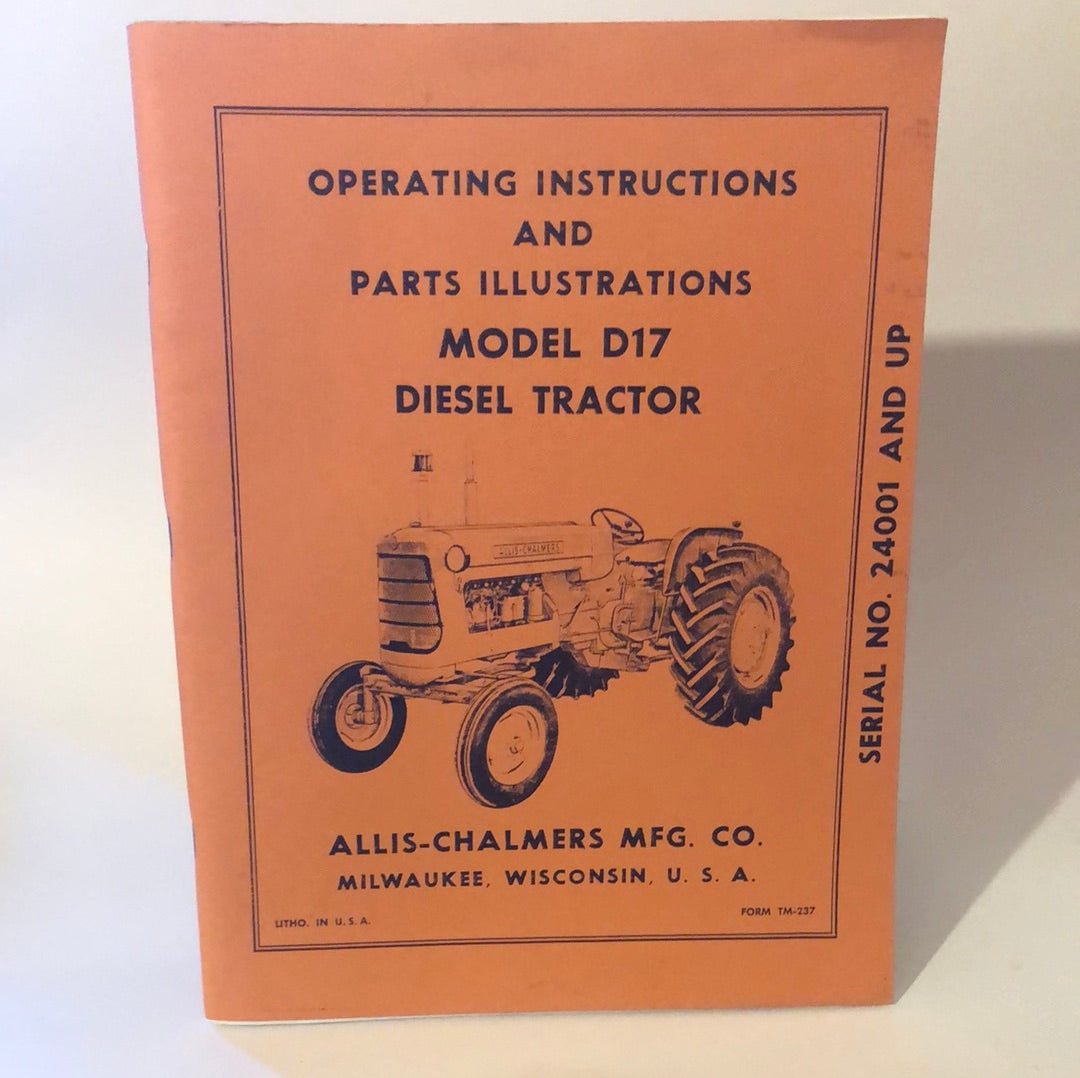 OPERATING INSTRUCTIONS
AND
PARTS ILLUSTRATIONS
MODEL D17
DIESEL TRACTOR
ALLIS-CHALMERS
SERIAL NO. 24001 AND UP
ALLIS-CHALMERS MFG. CO.
MILWAUKEE, WISCONSIN, U. S. A.
LITHO. IN U. S. A.
FORM TM-237